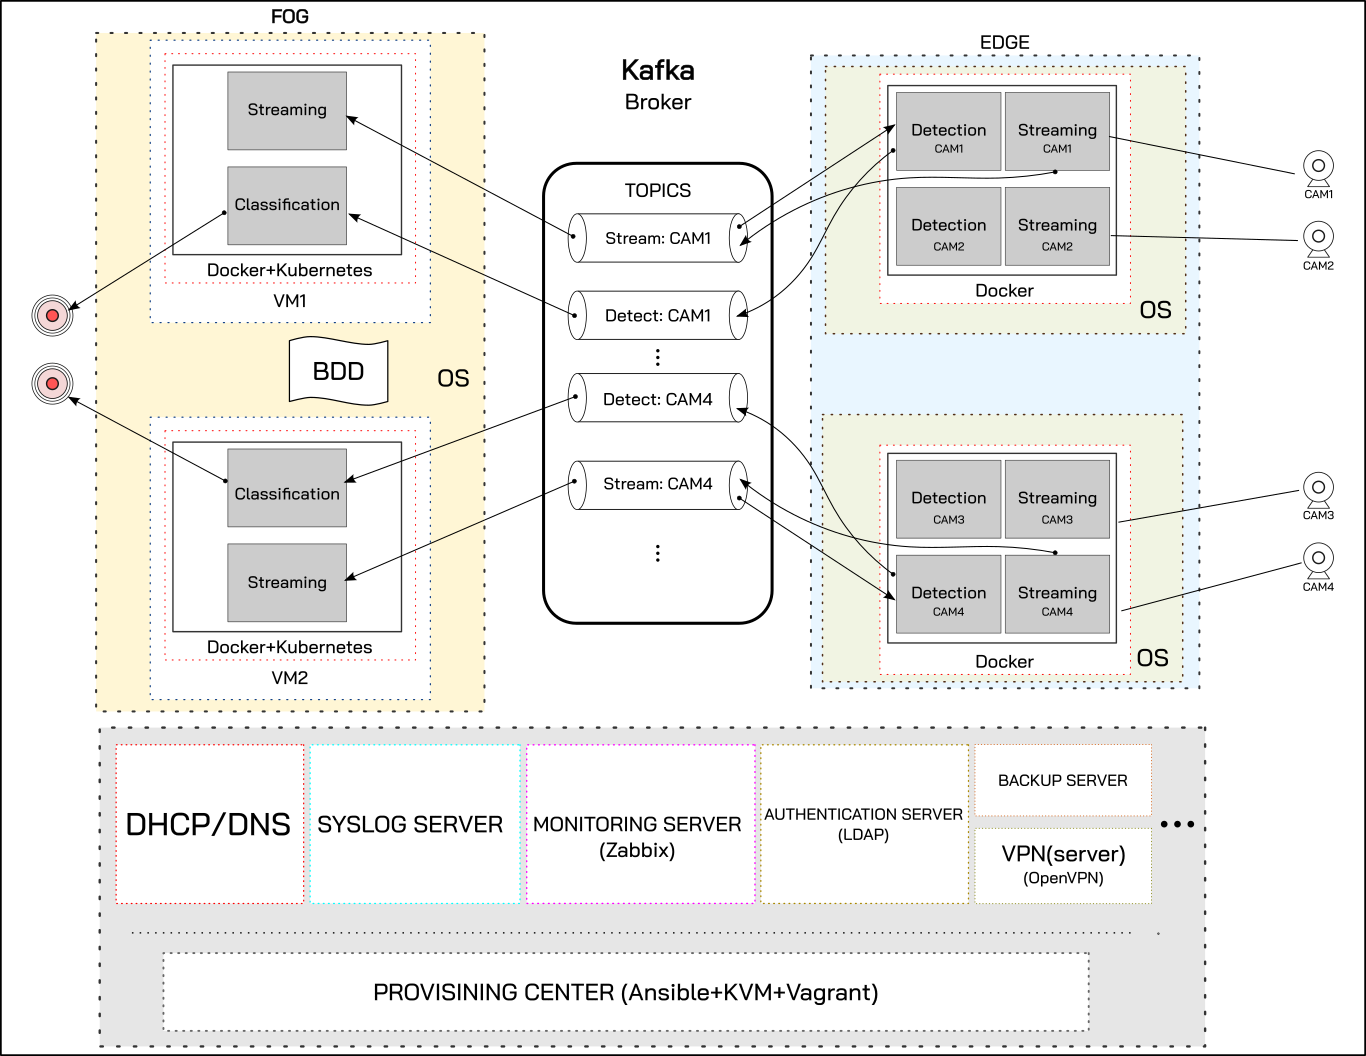 FOG
Streaming
Classification
Docker+Kubernetes
VM1
BDD
OS
Classification
Streaming
Docker+Kubernetes
VM2
Kafka
Broker
TOPICS
Stream: CAM1
Detect: CAM1
Detect: CAM4
Stream: CAM4
EDGE
Detection
CAM1
Streaming
CAM1
Detection
CAM2
Streaming
CAM2
Docker
OS
Detection
CAM3
Streaming
CAM3
Detection
CAM4
Streaming
CAM4
Docker
OS
CAM1
CAM2
CAM3
CAM4
DHCP/DNS
SYSLOG SERVER
MONITORING SERVER
(Zabbix)
AUTHENTICATION SERVER
(LDAP)
BACKUP SERVER
VPN(server)
(OpenVPN)
PROVISINING CENTER (Ansible+KVM+Vagrant)